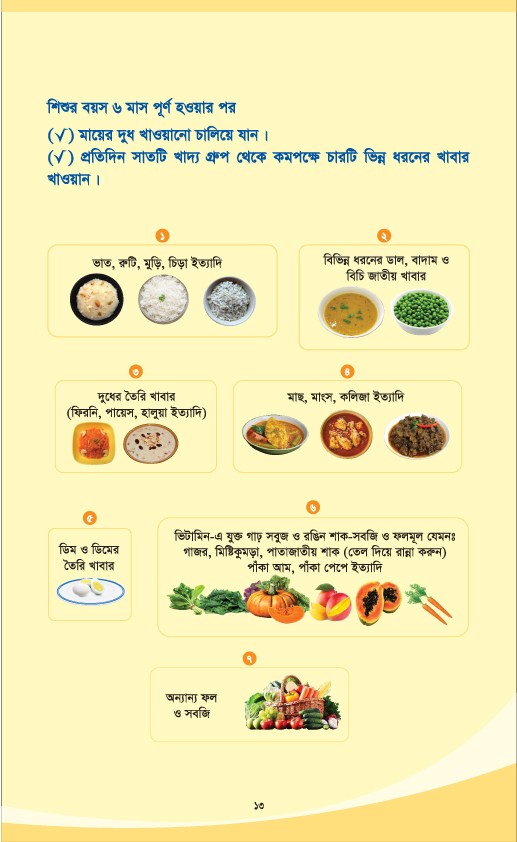 শিশুর বয়স ৬ মাস পূর্ণ হওয়ার পর
(√) মায়ের দুধ খাওয়ানো চালিয়ে যান।
(√) প্রতিদিন সাতটি খাদ্য গ্রুপ থেকে কমপক্ষে চারটি ভিন্ন ধরনের খাবার
খাওয়ান।
১
ভাত, রুটি, মুড়ি, চিড়া ইত্যাদি
২
বিভিন্ন ধরনের ডাল, বাদাম ও
বিচি জাতীয় খাবার
৩
দুধের তৈরি খাবার
(ফিরনি, পায়েস, হালুয়া ইত্যাদি)
৪
মাছ, মাংস, কলিজা ইত্যাদি
৫
ডিম ও ডিমের
তৈরি খাবার
৬
ভিটামিন-এ যুক্ত গাঢ় সবুজ ও রঙিন শাক-সবজি ও ফলমূল যেমনঃ
গাজর, মিষ্টিকুমড়া, পাতাজাতীয় শাক (তেল দিয়ে রান্না করুন)
পাঁকা আম, পাঁকা পেপে ইত্যাদি
৭
অন্যান্য ফল
ও সবজি
১৩